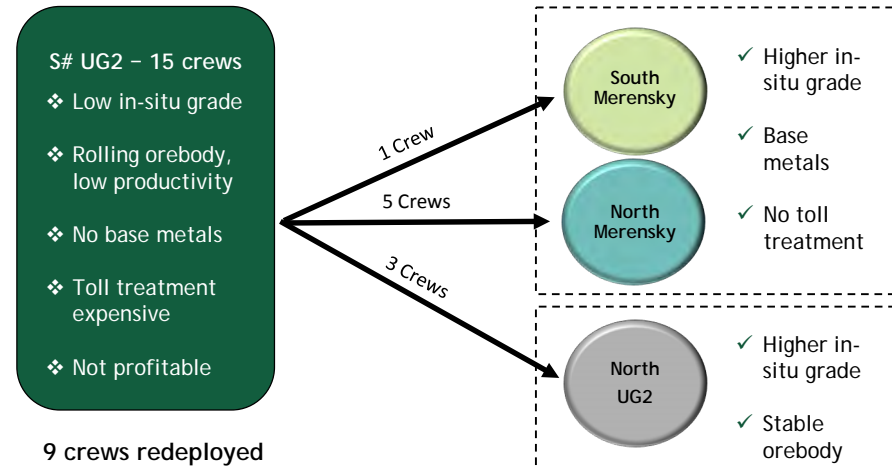 S# UG2 – 15 crews
❖ Low in-situ grade
❖ Rolling orebody,
low productivity
❖ No base metals
❖ Toll treatment
expensive
❖ Not profitable
9 crews redeployed
1 Crew
5 Crews
3 Crews
South
Merensky
North
Merensky
✓ Higher in-
situ grade
✓ Base
metals
✓ No toll
treatment
North
UG2
✓ Higher in-
situ grade
✓ Stable
orebody